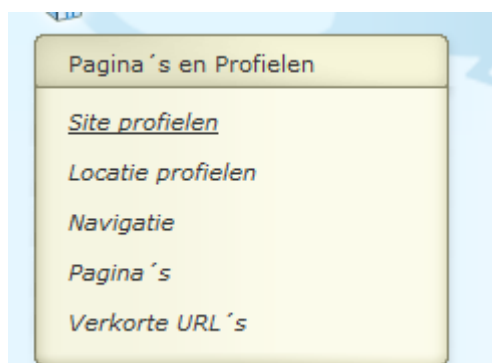 Pagina´s en Profielen
Site profielen
Locatie profielen
Navigatie
Pagina´s
Verkorte URL´s